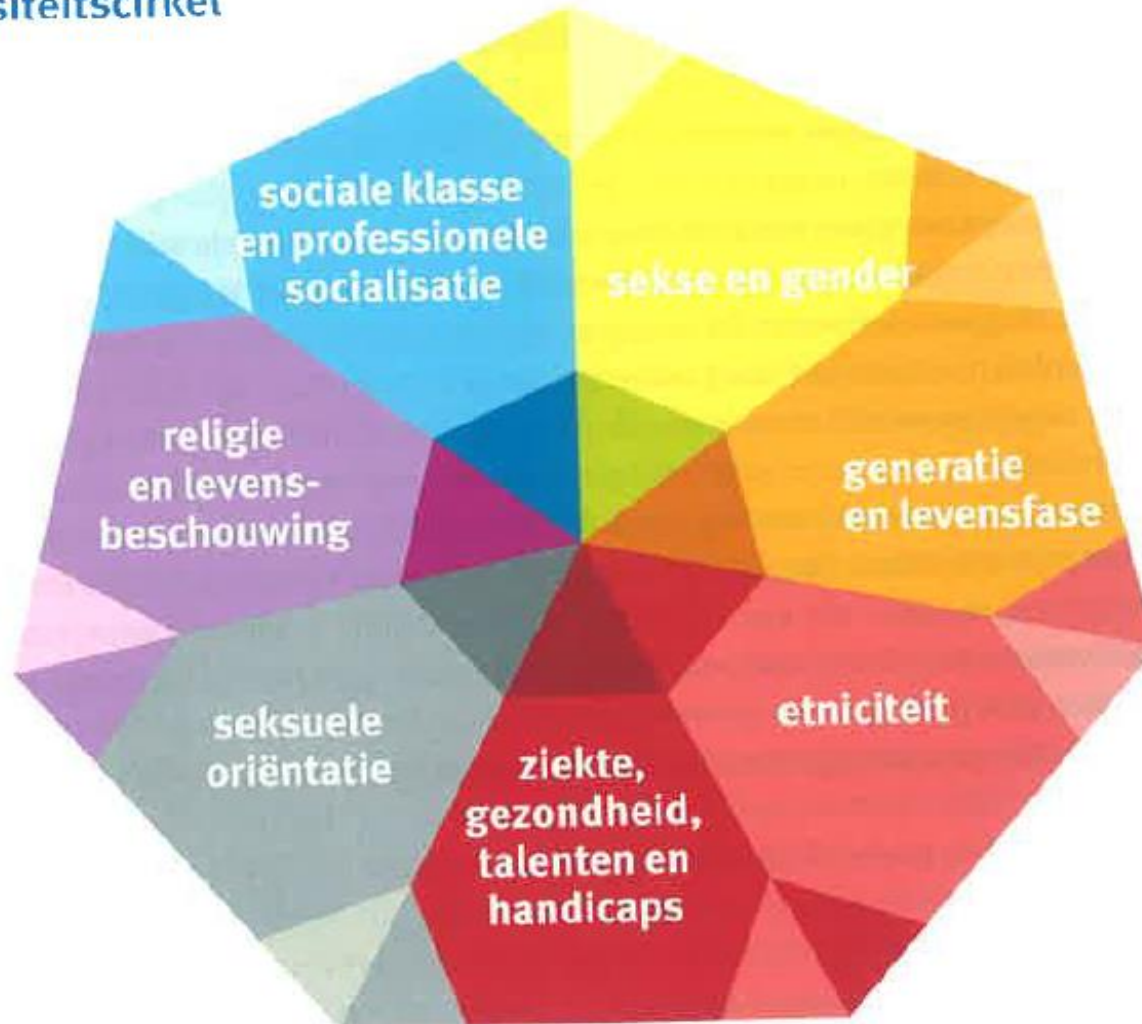 sociale klasse
en professionele
socialisatie
sekse en gender
religie
en levens-
beschouwing
generatie
en levensfase
seksuele
oriëntatie
etniciteit
ziekte,
gezondheid,
talenten en
handicaps